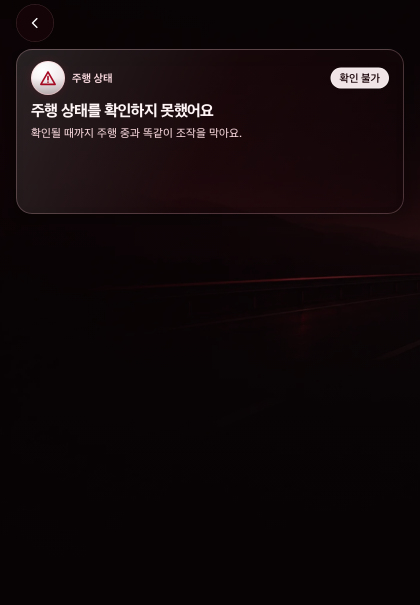 주행 상태
확인 불가
주행 상태를 확인하지 못했어요
확인될 때까지 주행 중과 똑같이 조작을 막아요.